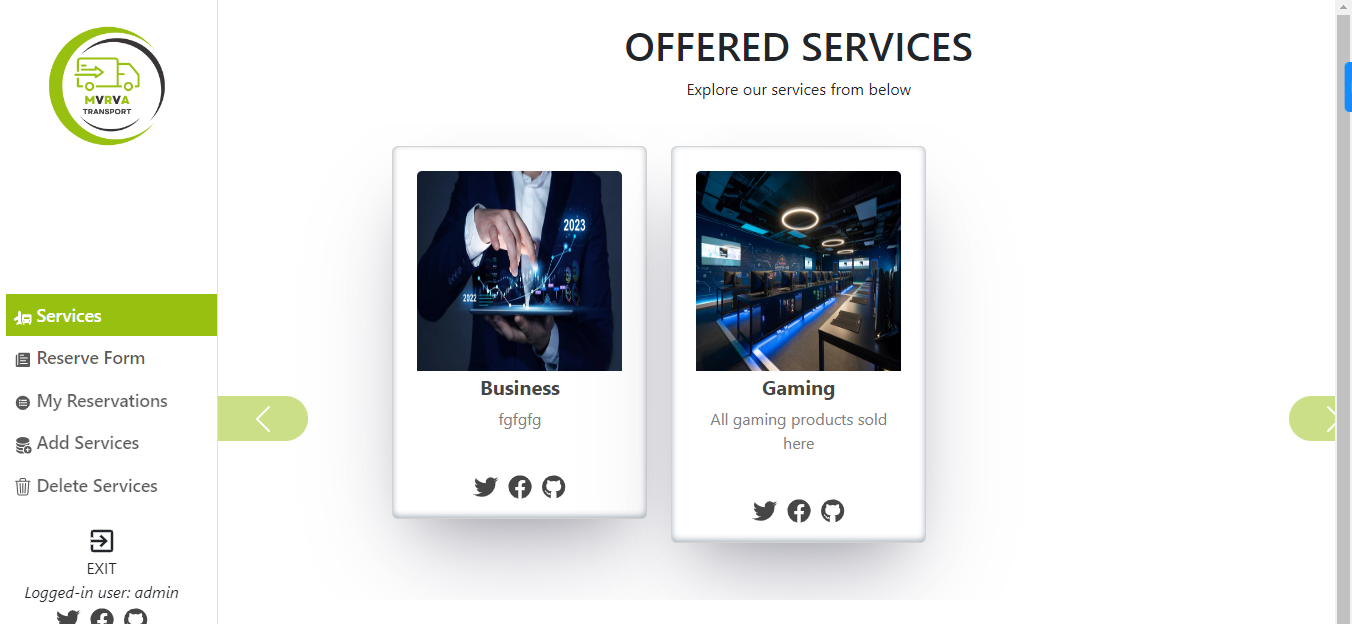 MVRVA
TRANSPORT
Services
Reserve Form
My Reservations
Add Services
Delete Services
EXIT
Logged-in user: admin
OFFERED SERVICES
Explore our services from below
2023
2022
Business
fgfgfg
Gaming
All gaming products sold
here